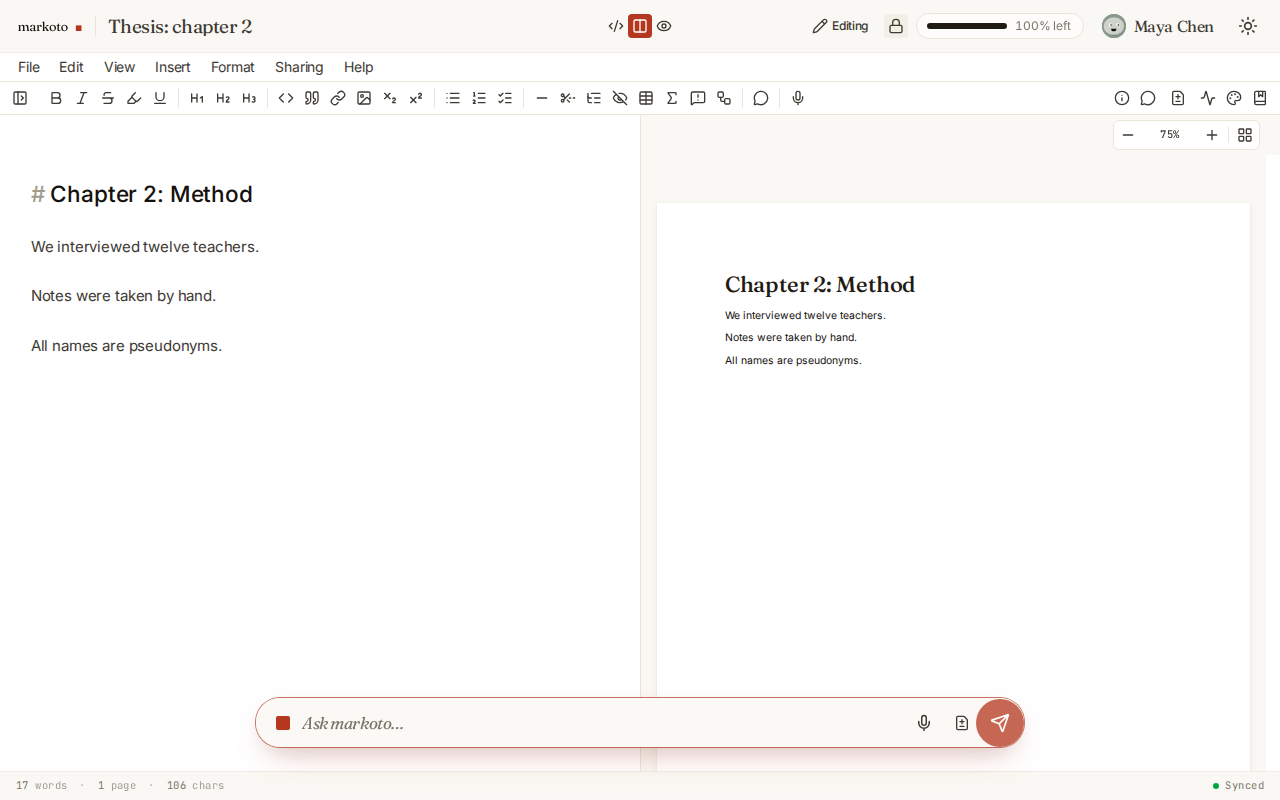 markoto
Thesis: chapter 2
Editing
100% left
Maya Chen
File Edit View Insert Format Sharing Help
H1 H2 H3
75%
# Chapter 2: Method
We interviewed twelve teachers.
Notes were taken by hand.
All names are pseudonyms.
Chapter 2: Method
We interviewed twelve teachers.
Notes were taken by hand.
All names are pseudonyms.
Ask markoto...
17 words · 1 page · 106 chars
Synced